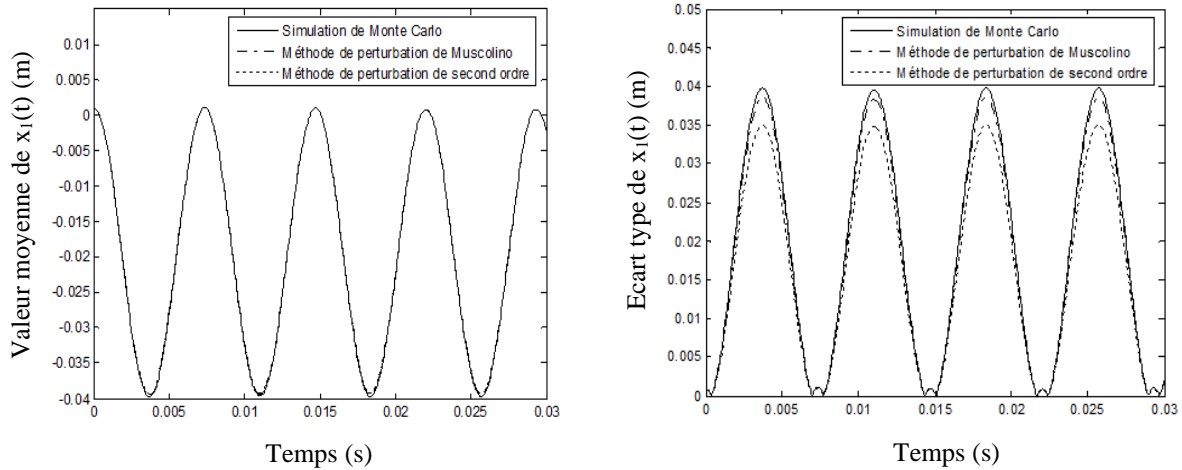 Valeur moyenne de x1(t) (m)
0.01
0.005
0
-0.005
-0.01
-0.015
-0.02
-0.025
-0.03
-0.035
-0.04
Simulation de Monte Carlo
Méthode de perturbation de Muscolino
Méthode de perturbation de second ordre
0 0.005 0.01 0.015 0.02 0.025 0.03
Temps (s)
Ecart type de x1(t) (m)
0.05
0.045
0.04
0.035
0.03
0.025
0.02
0.015
0.01
0.005
0
Simulation de Monte Carlo
Méthode de perturbation de Muscolino
Méthode de perturbation de second ordre
0 0.005 0.01 0.015 0.02 0.025 0.03
Temps (s)